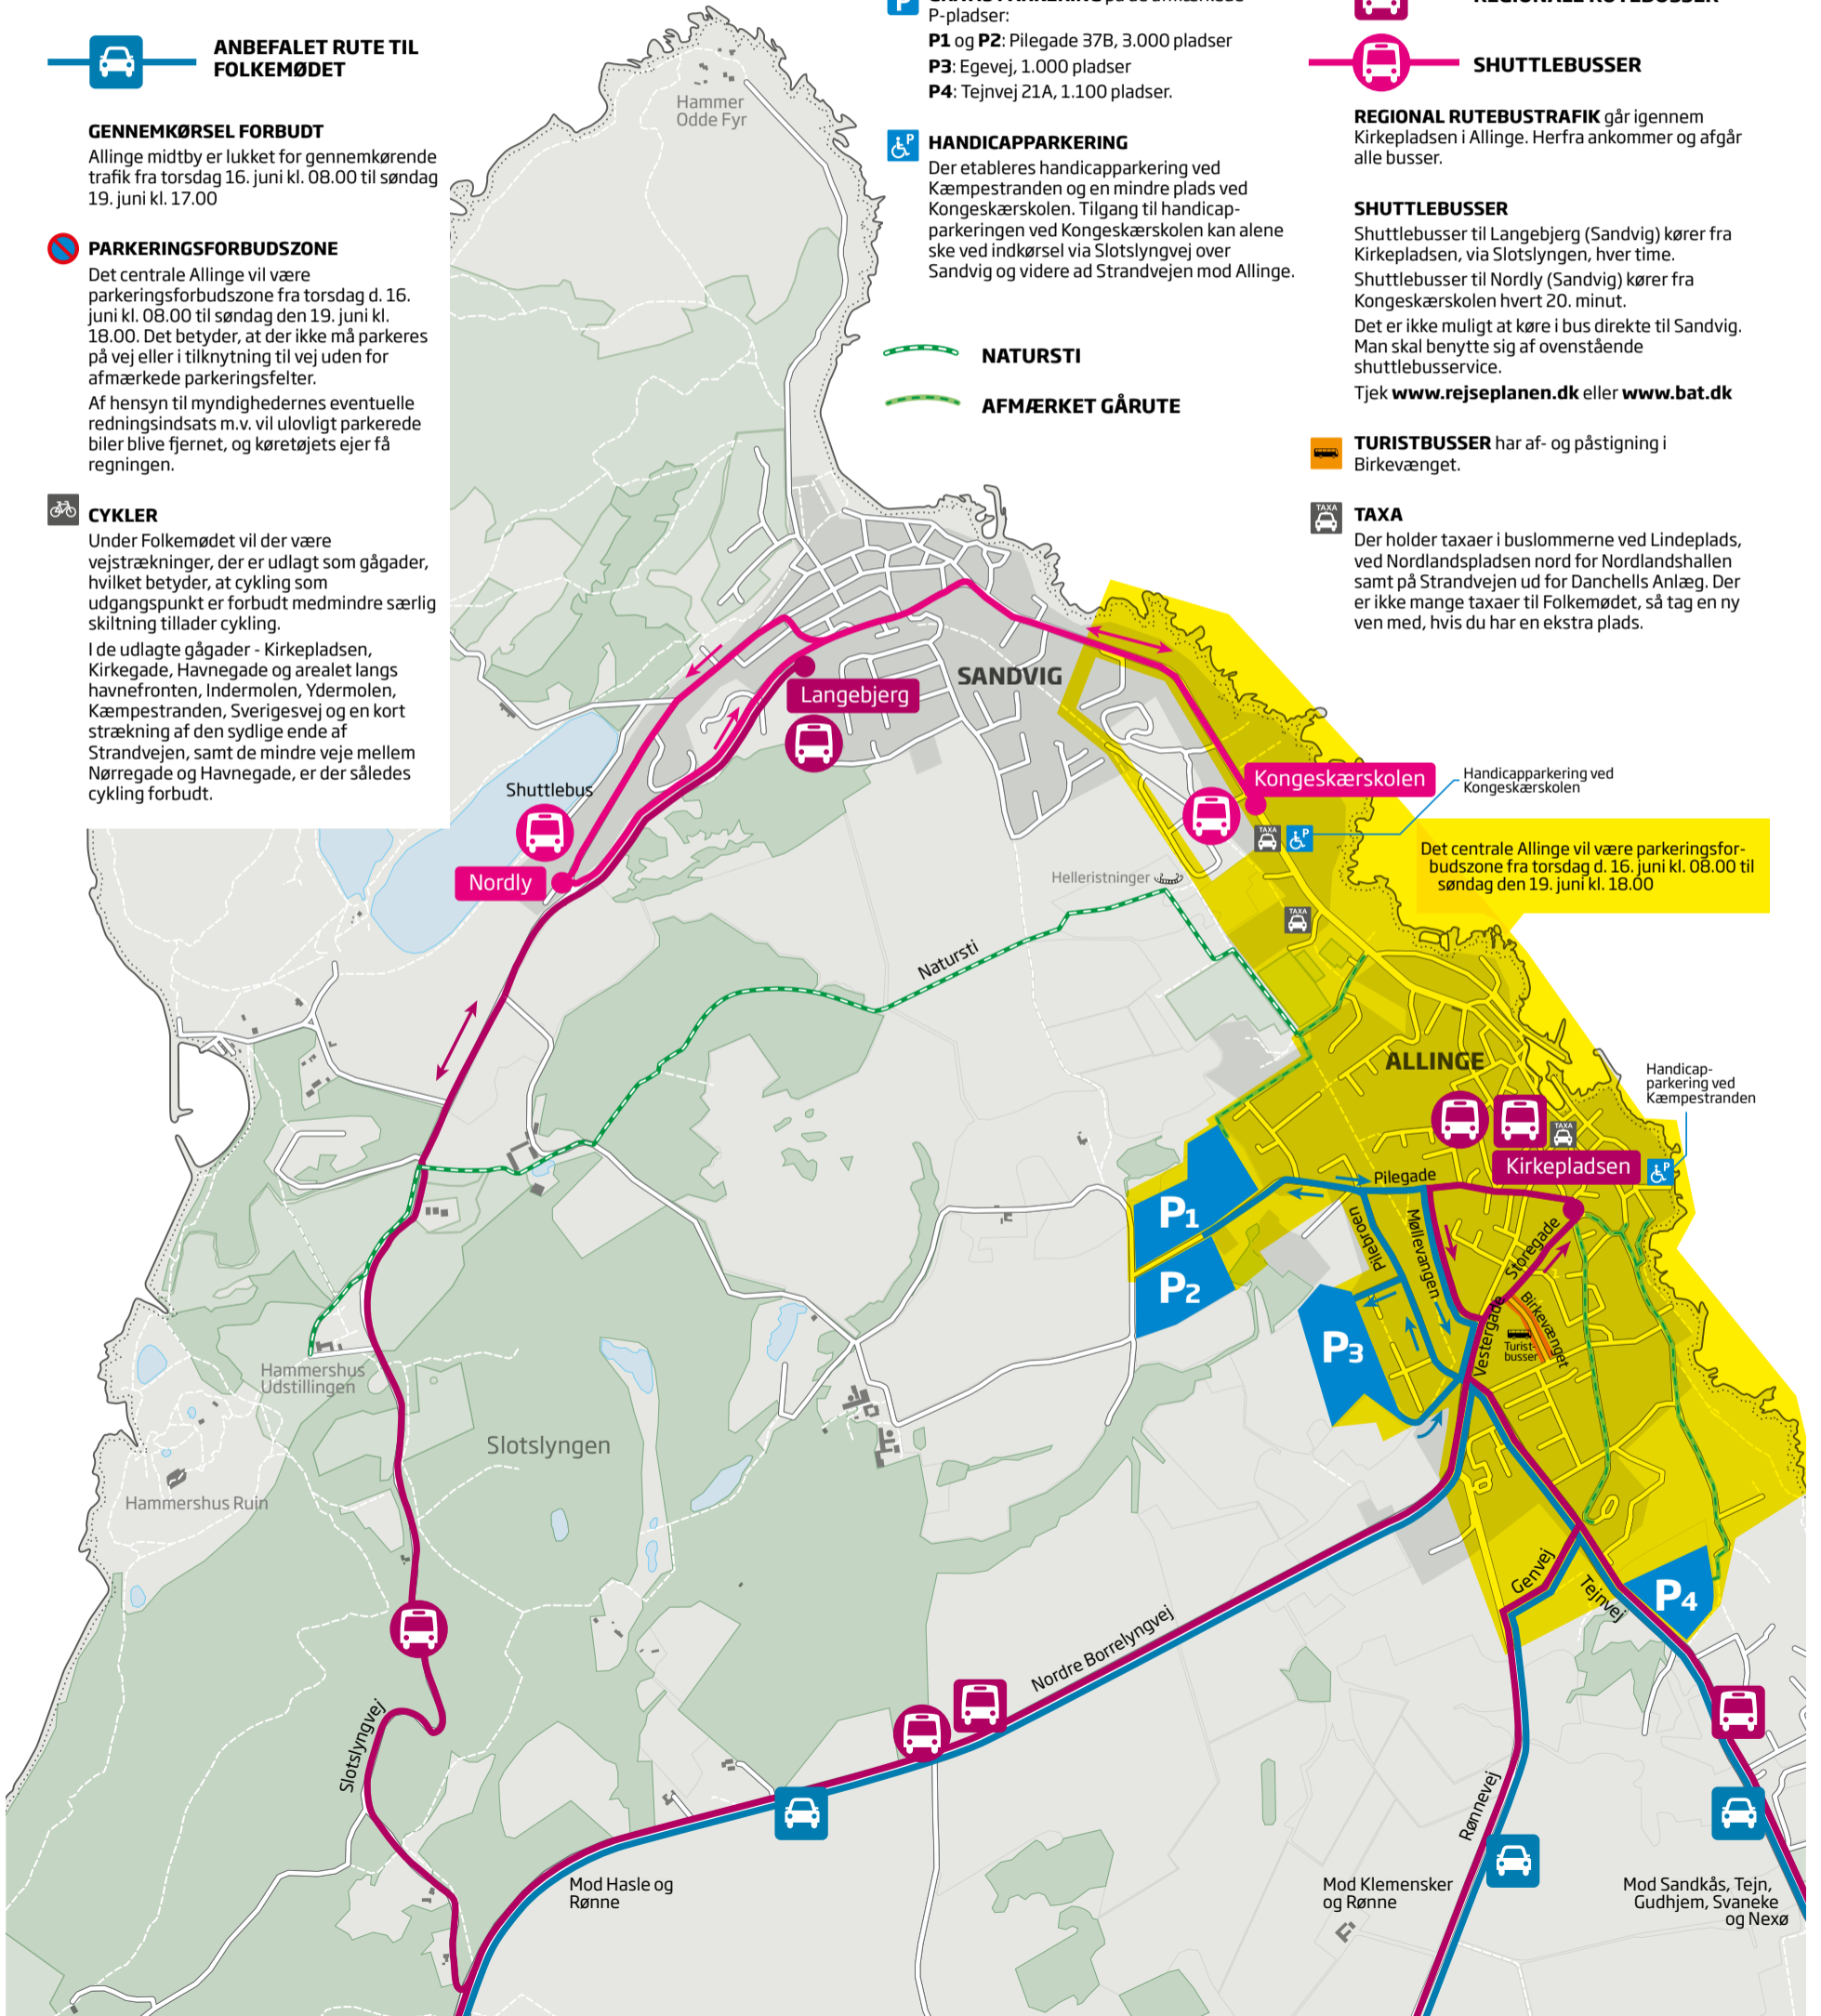 ANBEFALET RUTE TIL
FOLKEMØDET
GENNEMKØRSEL FORBUDT
Allinge midtby er lukket for gennemkørende
trafik fra torsdag 16. juni kl. 08.00 til søndag
19. juni kl. 17.00
PARKERINGSFORBUDSZONE
Det centrale Allinge vil være
parkeringsforbudszone fra torsdag d. 16.
juni kl. 08.00 til søndag den 19. juni kl.
18.00. Det betyder, at der ikke må parkeres
på vej eller i tilknytning til vej uden for
afmærkede parkeringsfelter.
Af hensyn til myndighedernes eventuelle
redningsindsats m.v. vil ulovligt parkerede
biler blive fjernet, og køretøjets ejer få
regningen.
CYKLER
Under Folkemødet vil der være
vejstrækninger, der er udlagt som gågader,
hvilket betyder, at cykling som
udgangspunkt er forbudt medmindre særlig
skiltning tillader cykling.
I de udlagte gågader - Kirkepladsen,
Kirkegade, Havnegade og arealet langs
havnefronten, Indermolen, Ydermolen,
Kæmpestranden, Sverigesvej og en kort
strækning af den sydlige ende af
Strandvejen, samt de mindre veje mellem
Nørregade og Havnegade, er der således
cykling forbudt.
P
P-pladser:
P1 og P2: Pilegade 37B, 3.000 pladser
P3: Egevej, 1.000 pladser
P4: Tejnvej 21A, 1.100 pladser.
P
HANDICAPPARKERING
Der etableres handicapparkering ved
Kæmpestranden og en mindre plads ved
Kongeskærskolen. Tilgang til handicap-
parkeringen ved Kongeskærskolen kan alene
ske ved indkørsel via Slotslyngvej over
Sandvig og videre ad Strandvejen mod Allinge.
NATURSTI
AFMÆRKET GÅRUTE
SHUTTLEBUSSER
REGIONAL RUTEBUSTRAFIK går igennem
Kirkepladsen i Allinge. Herfra ankommer og afgår
alle busser.
SHUTTLEBUSSER
Shuttlebusser til Langebjerg (Sandvig) kører fra
Kirkepladsen, via Slotslyngen, hver time.
Shuttlebusser til Nordly (Sandvig) kører fra
Kongeskærskolen hvert 20. minut.
Det er ikke muligt at køre i bus direkte til Sandvig.
Man skal benytte sig af ovenstående
shuttlebusservice.
Tjek www.rejseplanen.dk eller www.bat.dk
TURISTBUSSER har af- og påstigning i
Birkevænget.
TAXA
TAXA
Der holder taxaer i buslommerne ved Lindeplads,
ved Nordlandspladsen nord for Nordlandshallen
samt på Strandvejen ud for Danchells Anlæg. Der
er ikke mange taxaer til Folkemødet, så tag en ny
ven med, hvis du har en ekstra plads.
Hammer
Odde Fyr
SANDVIG
Langebjerg
Shuttlebus
Nordly
Kongeskærskolen
Handicapparkering ved
Kongeskærskolen
TAXA
P
Det centrale Allinge vil være parkeringsfor-
budszone fra torsdag d. 16. juni kl. 08.00 til
søndag den 19. juni kl. 18.00
Helleristninger
TAXA
Natursti
ALLINGE
Handicap-
parkering ved
Kæmpestranden
TAXA
Kirkepladsen
P
Pilegade
P1
P2
P3
Pilebroen
Møllevangen
Storegade
Vestergade
Birkevænget
Turist-
busser
Hammershus
Udstillingen
Slotslyngen
Hammershus Ruin
Genvej
Tejnvej
P4
Nordre Borrelyngvej
Slotslyngvej
Rønnevej
Mod Hasle og
Rønne
Mod Klemensker
og Rønne
Mod Sandkås, Tejn,
Gudhjem, Svaneke
og Nexø